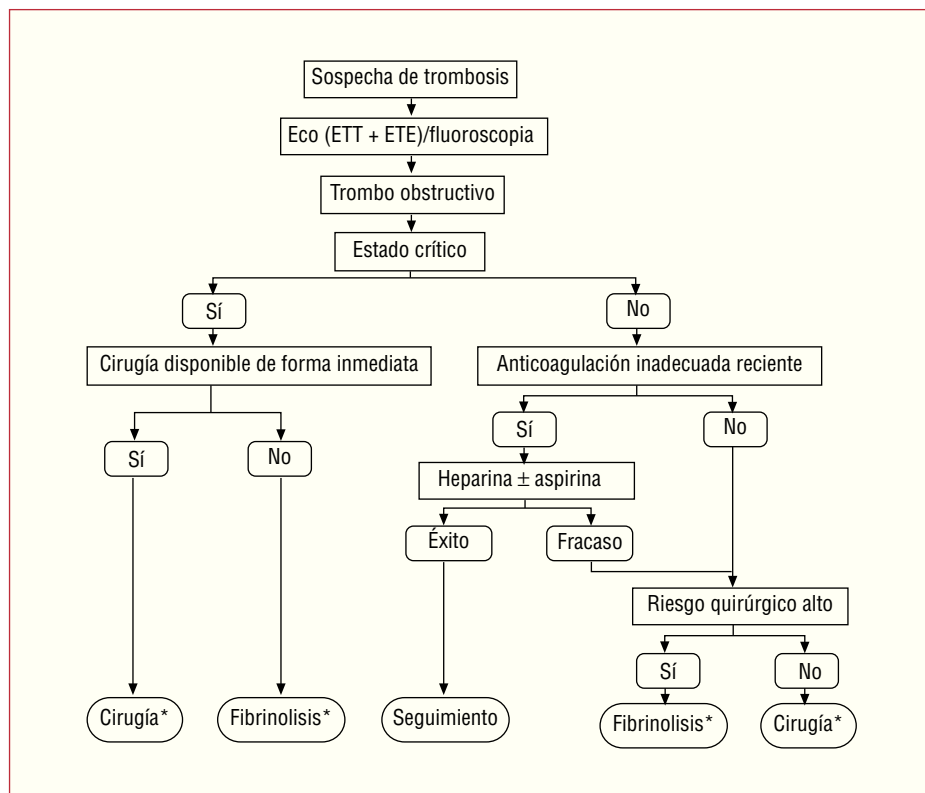 Sospecha de trombosis
Eco (ETT + ETE)/fluoroscopia
Trombo obstructivo
Estado crítico
Sí
No
Cirugía disponible de forma inmediata
Anticoagulación inadecuada reciente
Sí
No
Sí
No
Heparina ± aspirina
Éxito
Fracaso
Riesgo quirúrgico alto
Sí
No
Cirugía*
Fibrinolisis*
Seguimiento
Fibrinolisis*
Cirugía*